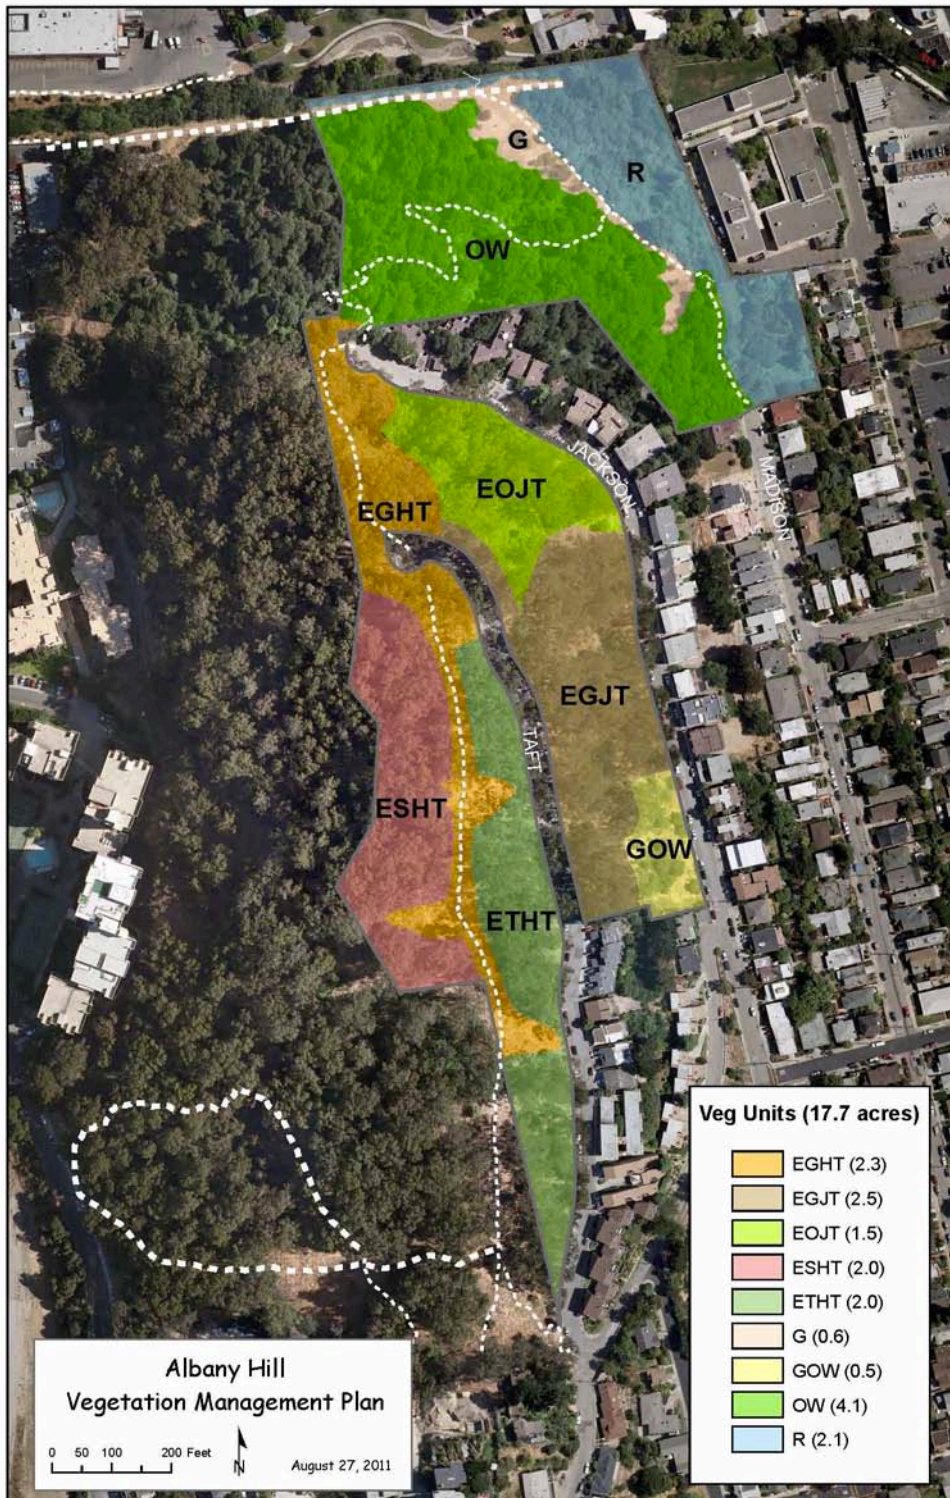 G
R
OW
JACKSON
MADISON
EOJT
EGHT
EGJT
TAFT
ESHT
GOW
ETHT
Veg Units (17.7 acres)
EGHT (2.3)
EGJT (2.5)
EOJT (1.5)
ESHT (2.0)
ETHT (2.0)
G (0.6)
GOW (0.5)
OW (4.1)
R (2.1)
Albany Hill
Vegetation Management Plan
0 50 100 200 Feet
N
August 27, 2011